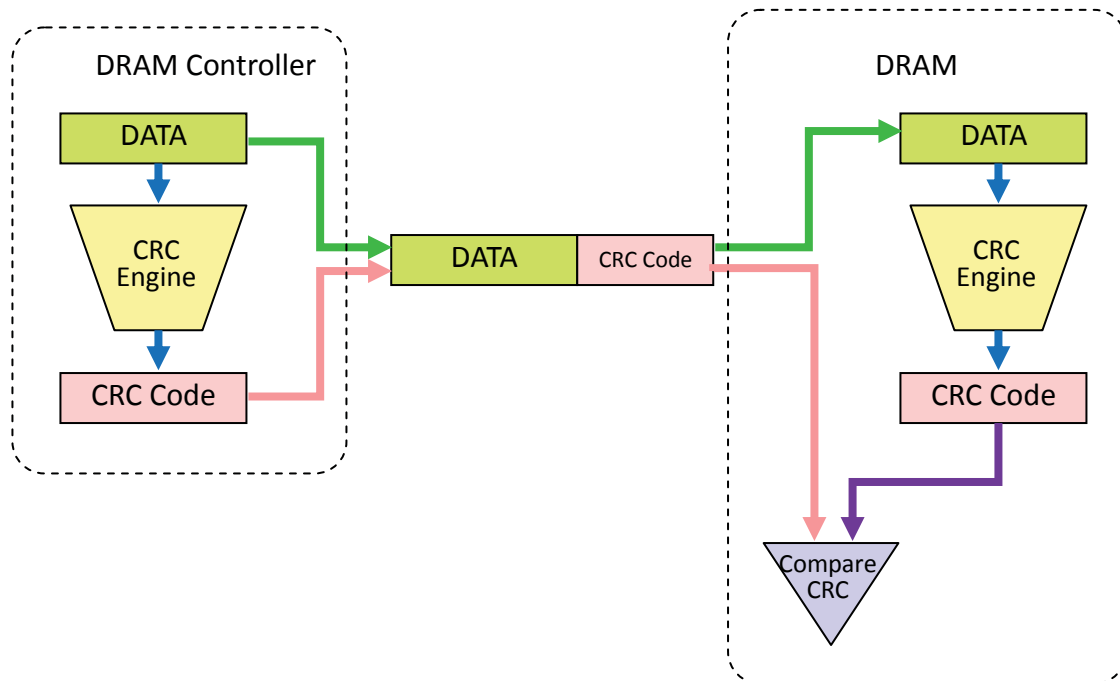 DRAM Controller
DATA
CRC
Engine
CRC Code
DATA
CRC Code
DRAM
DATA
CRC
Engine
CRC Code
Compare
CRC